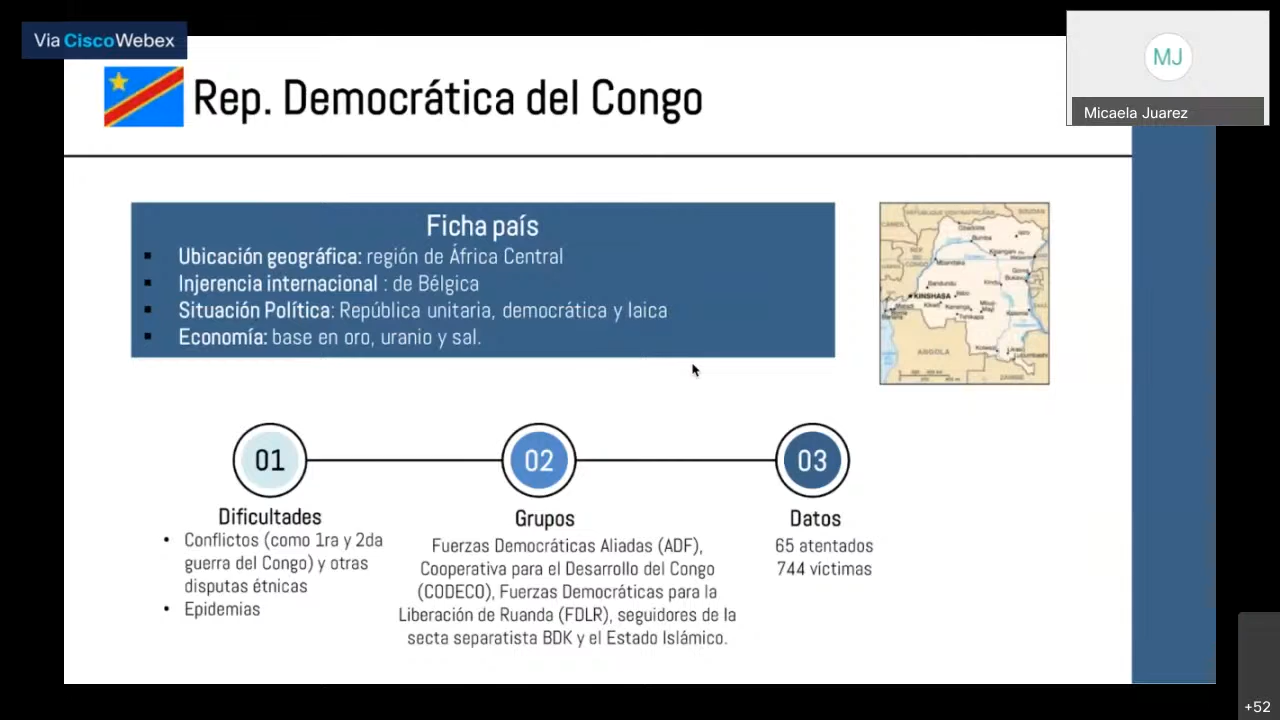 Via CiscoWebex
MJ
Micaela Juarez
Rep. Democrática del Congo
Ficha país
▪ Ubicación geográfica: región de África Central
▪ Injerencia internacional : de Bélgica
▪ Situación Política: República unitaria, democrática y laica
▪ Economía: base en oro, uranio y sal.
KINSHASA
ANGOLA
01
02
03
Dificultades
• Conflictos (como 1ra y 2da
guerra del Congo) y otras
disputas étnicas
• Epidemias
Grupos
Fuerzas Democráticas Aliadas (ADF),
Cooperativa para el Desarrollo del Congo
(CODECO), Fuerzas Democráticas para la
Liberación de Ruanda (FDLR), seguidores de la
secta separatista BDK y el Estado Islámico.
Datos
65 atentados
744 víctimas
+52